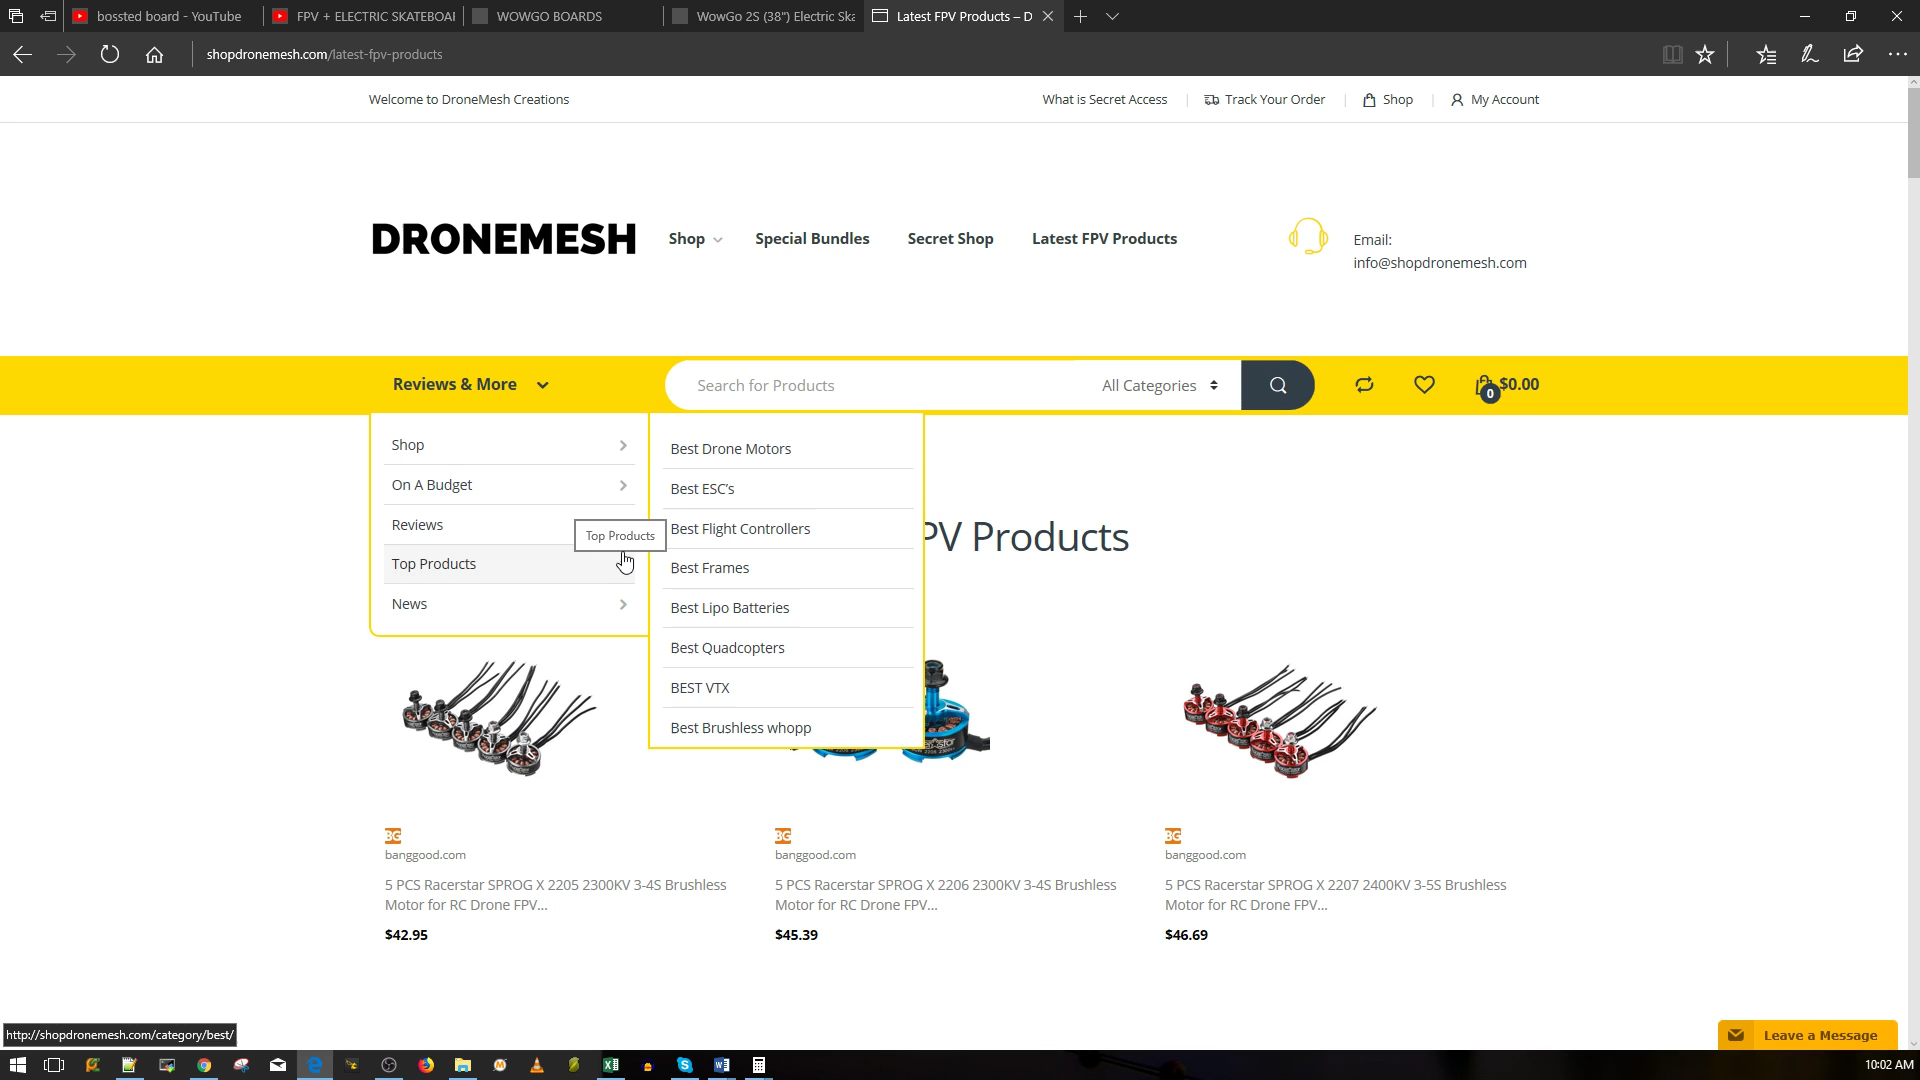 bossted board - YouTube
FPV + ELECTRIC SKATEBOAI
WOWGO BOARDS
WowGo 2S (38") Electric Ska
Latest FPV Products – D
shopdronemesh.com/latest-fpv-products
Welcome to DroneMesh Creations
What is Secret Access
Track Your Order
Shop
My Account
DRONEMESH
Shop
Special Bundles
Secret Shop
Latest FPV Products
Email:
info@shopdronemesh.com
Reviews & More
Search for Products
All Categories
0
$0.00
Shop
On A Budget
Reviews
Top Products
News
Top Products
Best Drone Motors
Best ESC's
Best Flight Controllers
Best Frames
Best Lipo Batteries
Best Quadcopters
BEST VTX
Best Brushless whopp
PV Products
BG
banggood.com
5 PCS Racerstar SPROG X 2205 2300KV 3-4S Brushless
Motor for RC Drone FPV...
$42.95
BG
banggood.com
5 PCS Racerstar SPROG X 2206 2300KV 3-4S Brushless
Motor for RC Drone FPV...
$45.39
BG
banggood.com
5 PCS Racerstar SPROG X 2207 2400KV 3-5S Brushless
Motor for RC Drone FPV...
$46.69
http://shopdronemesh.com/category/best/
Leave a Message
10:02 AM